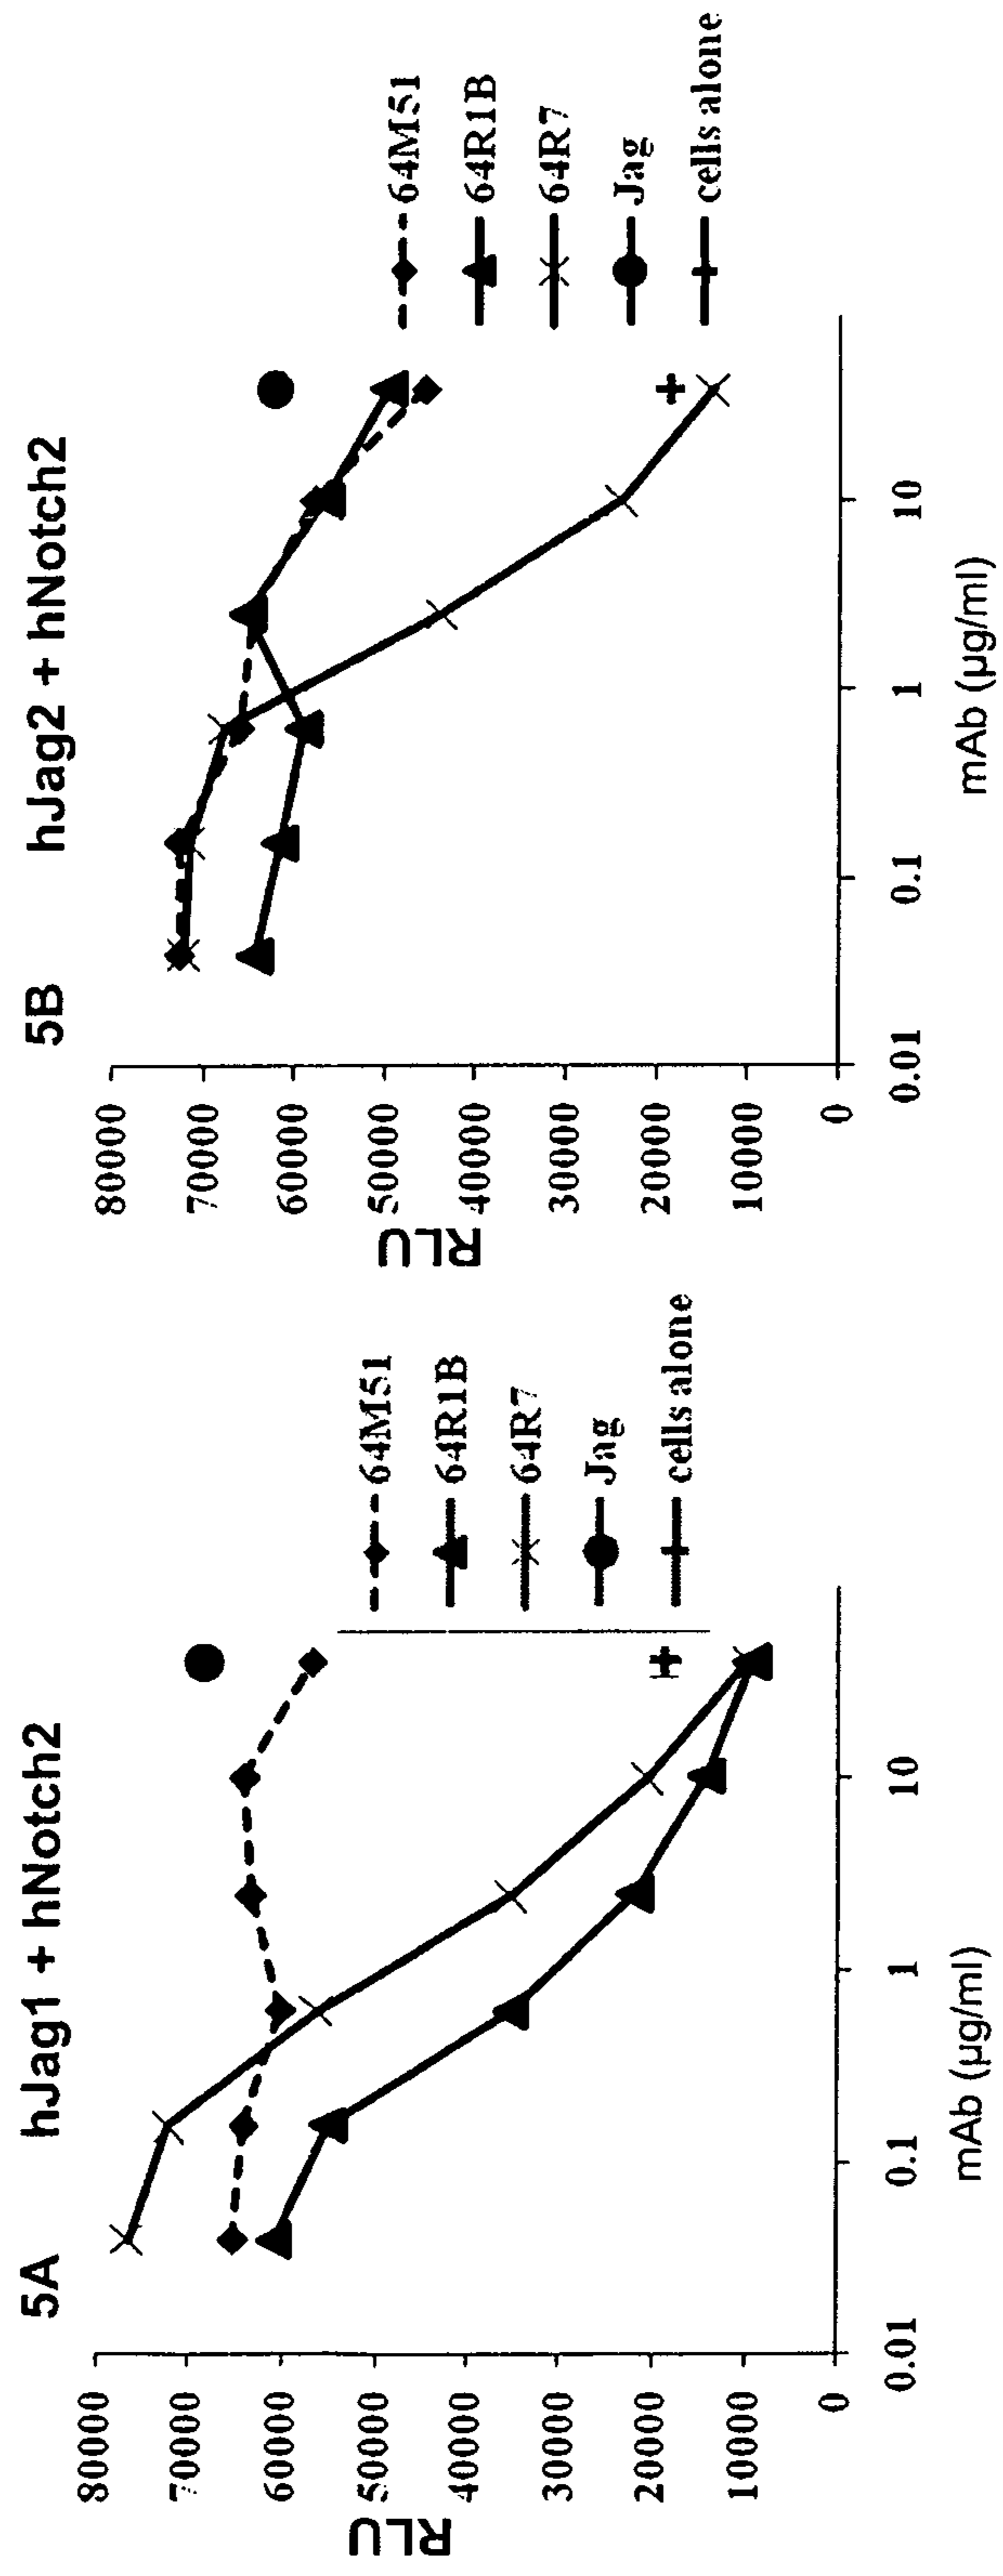 5A hJag1 + hNotch2
RLU
80000
70000
60000
50000
40000
30000
20000
10000
0
0.01
0.1
1
10
mAb (µg/ml)
64M51
64R1B
64R7
Jag
cells alone
5B hJag2 + hNotch2
RLU
80000
70000
60000
50000
40000
30000
20000
10000
0
0.01
0.1
1
10
mAb (µg/ml)
64M51
64R1B
64R7
Jag
cells alone